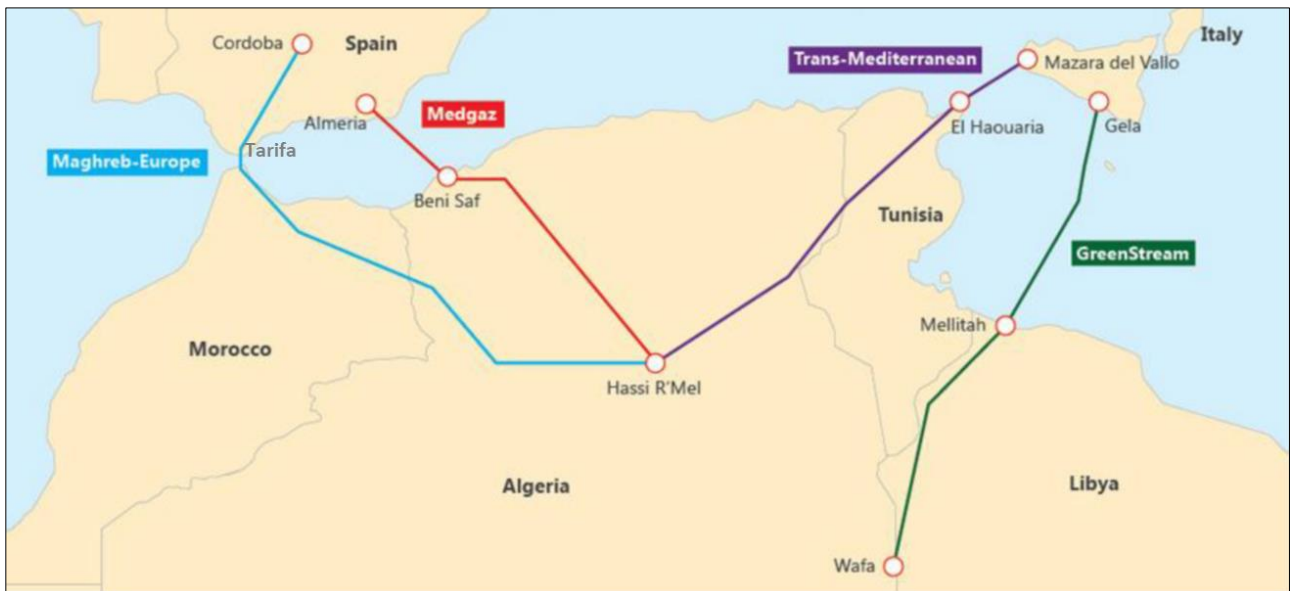 Cordoba
Spain
Italy
Trans-Mediterranean
Mazara del Vallo
Almeria
Medgaz
El Haouaria
Gela
Maghreb-Europe
Tarifa
Beni Saf
Tunisia
GreenStream
Mellitah
Morocco
Hassi R'Mel
Algeria
Libya
Wafa